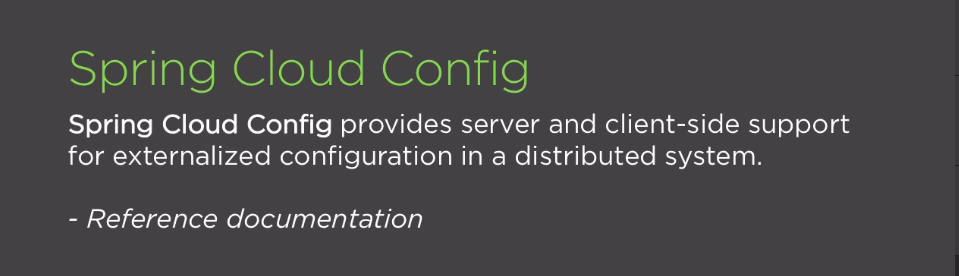 Spring Cloud Config
Spring Cloud Config provides server and client-side support
for externalized configuration in a distributed system.
- Reference documentation